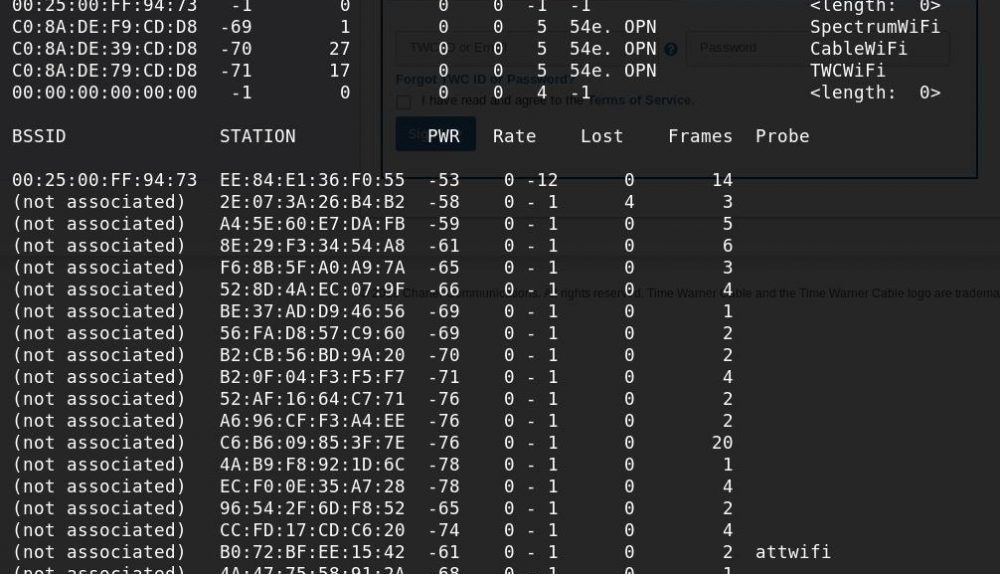 00:25:00:FF:94:73 -1 0 0 0 -1 -1 <length: 0>
C0:8A:DE:F9:CD:D8 -69 1 0 0 5 54e. OPN SpectrumWiFi
C0:8A:DE:39:CD:D8 -70 27 0 0 5 54e. OPN CableWiFi
TWC ID or Email Password
C0:8A:DE:79:CD:D8 -71 17 0 0 5 54e. OPN TWCWiFi
Forgot TWC ID or Password?
00:00:00:00:00:00 -1 0 0 0 4 -1 <length: 0>
I have read and agree to the Terms of Service.
BSSID STATION PWR Rate Lost Frames Probe
00:25:00:FF:94:73 EE:84:E1:36:F0:55 -53 0 -12 0 14
(not associated) 2E:07:3A:26:B4:B2 -58 0 - 1 4 3
(not associated) A4:5E:60:E7:DA:FB -59 0 - 1 0 5
(not associated) 8E:29:F3:34:54:A8 -61 0 - 1 0 6
(not associated) F6:8B:5F:A0:A9:7A -65 0 - 1 0 3
(not associated) 52:8D:4A:EC:07:9F -66 0 - 1 0 4
Communications. All rights reserved. Time Warner Cable and the Time Warner Cable logo are
(not associated) BE:37:AD:D9:46:56 -69 0 - 1 0 1
(not associated) 56:FA:D8:57:C9:60 -69 0 - 1 0 2
(not associated) B2:CB:56:BD:9A:20 -70 0 - 1 0 2
(not associated) B2:0F:04:F3:F5:F7 -71 0 - 1 0 4
(not associated) 52:AF:16:64:C7:71 -76 0 - 1 0 2
(not associated) A6:96:CF:F3:A4:EE -76 0 - 1 0 2
(not associated) C6:B6:09:85:3F:7E -76 0 - 1 0 20
(not associated) 4A:B9:F8:92:1D:6C -78 0 - 1 0 1
(not associated) EC:F0:0E:35:A7:28 -78 0 - 1 0 4
(not associated) 96:54:2F:6D:F8:52 -65 0 - 1 0 2
(not associated) CC:FD:17:CD:C6:20 -74 0 - 1 0 4
(not associated) B0:72:BF:EE:15:42 -61 0 - 1 0 2 attwifi
(not associated) 4A:47:75:58:91:2A -68 0 - 1 0 1